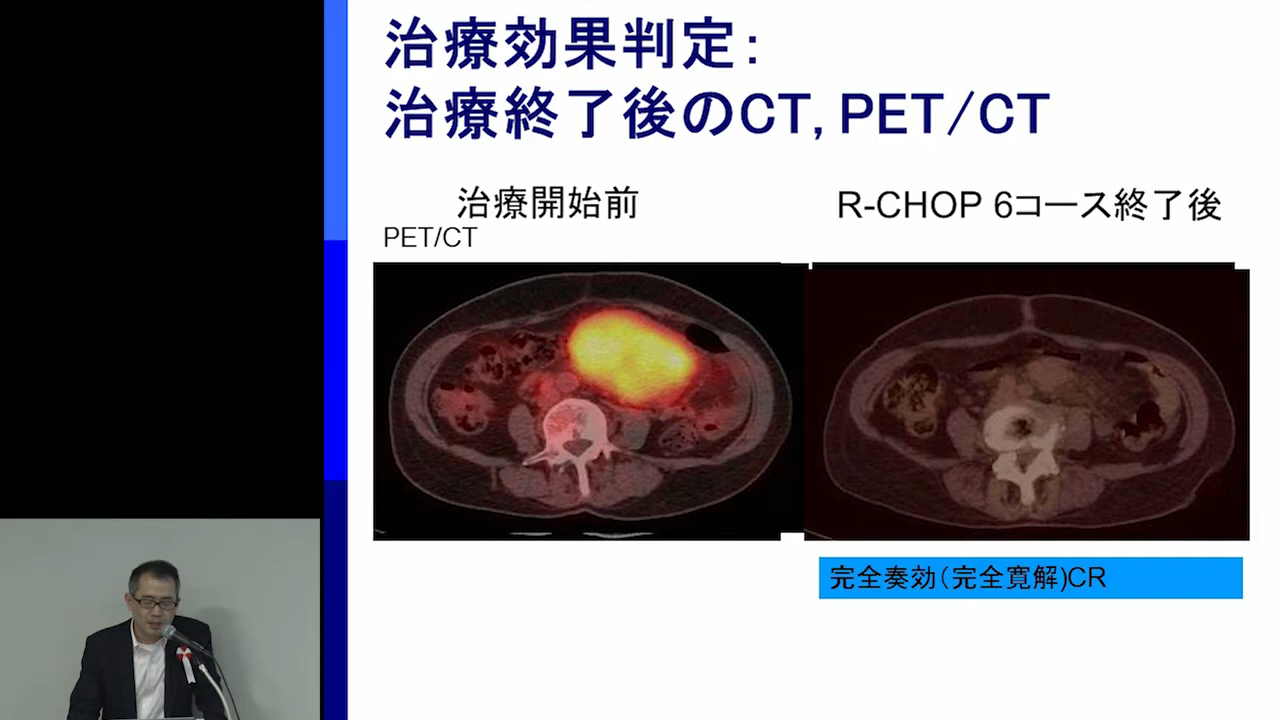 治療効果判定:
治療終了後のCT, PET/CT
治療開始前
R-CHOP 6コース終了後
PET/CT
完全奏効(完全寛解)CR